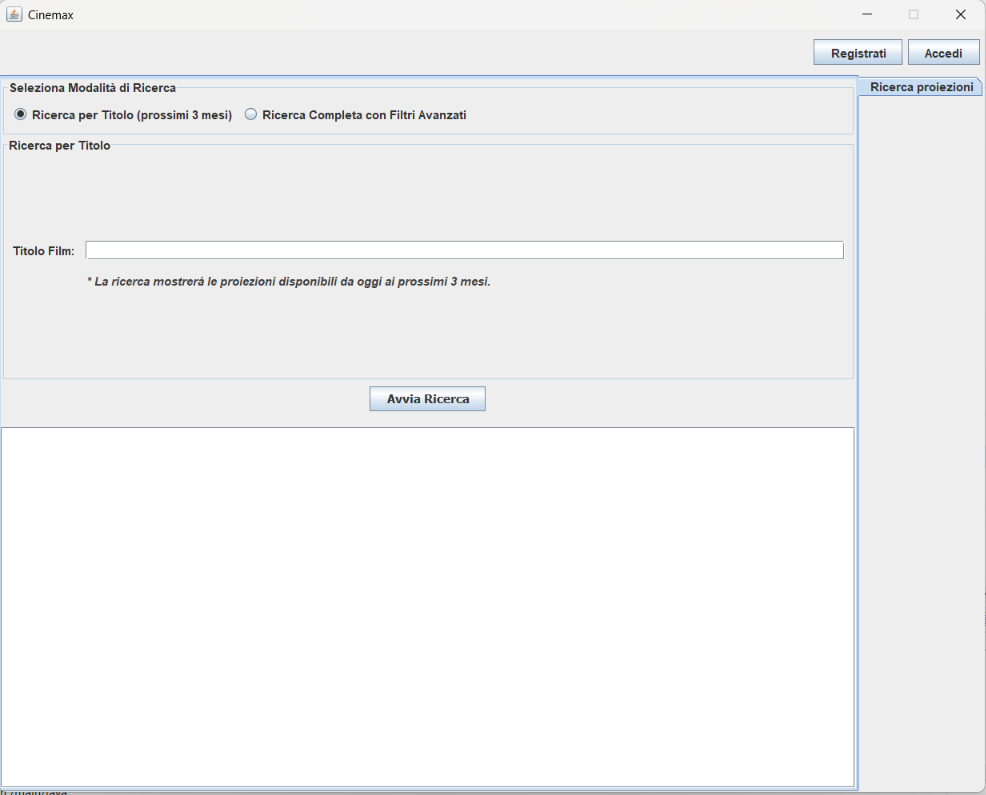 Cinemax
Registrati Accedi
Seleziona Modalità di Ricerca
Ricerca proiezioni
Ricerca per Titolo (prossimi 3 mesi) Ricerca Completa con Filtri Avanzati
Ricerca per Titolo
Titolo Film:
* La ricerca mostrerà le proiezioni disponibili da oggi ai prossimi 3 mesi.
Avvia Ricerca